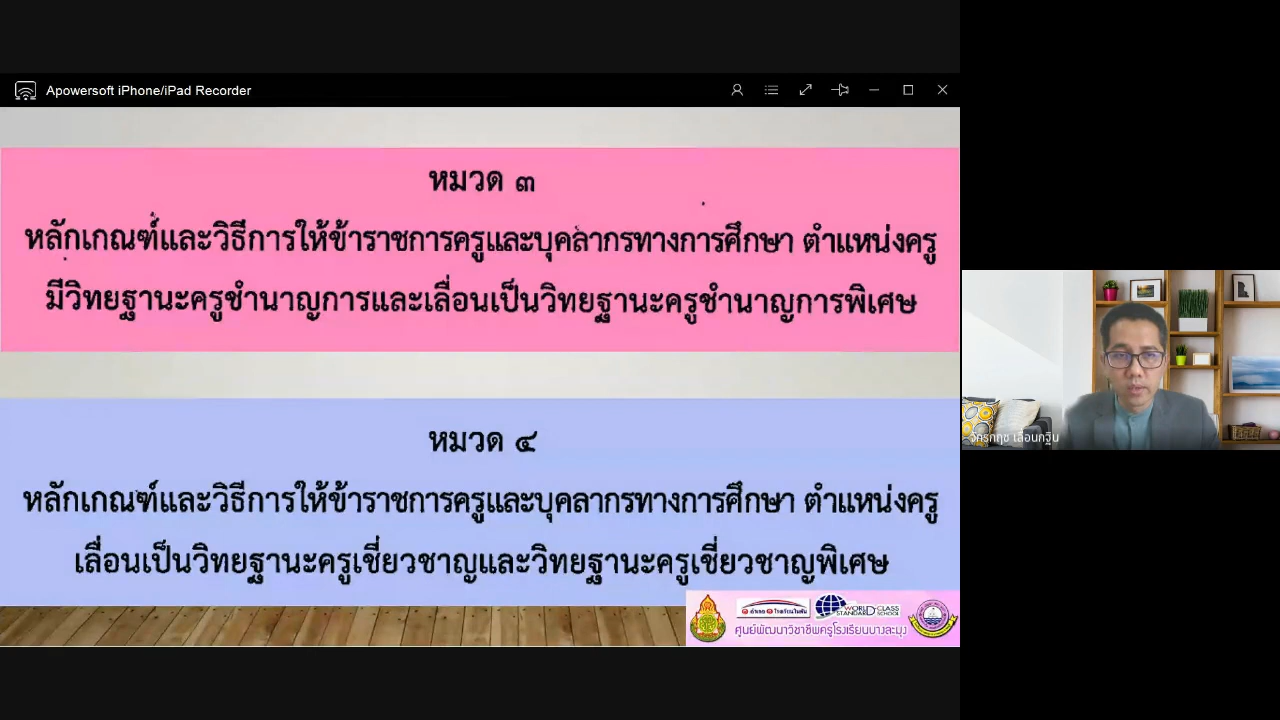 Apowersoft iPhone/iPad Recorder
หมวด ๓
หลักเกณฑ์และวิธีการให้ข้าราชการครูและบุคลากรทางการศึกษา ตำแหน่งครู
มีวิทยฐานะครูชำนาญการและเลื่อนเป็นวิทยฐานะครูชำนาญการพิเศษ
หมวด ๔
หลักเกณฑ์และวิธีการให้ข้าราชการครูและบุคลากรทางการศึกษา ตำแหน่งครู
เลื่อนเป็นวิทยฐานะครูเชี่ยวชาญและวิทยฐานะครูเชี่ยวชาญพิเศษ
WORLD CLASS
STANDARD SCHOOL
ศูนย์พัฒนาวิชาชีพครูโรงเรียนบางละมุง
จักรกฤช เลื่อนกฐิน